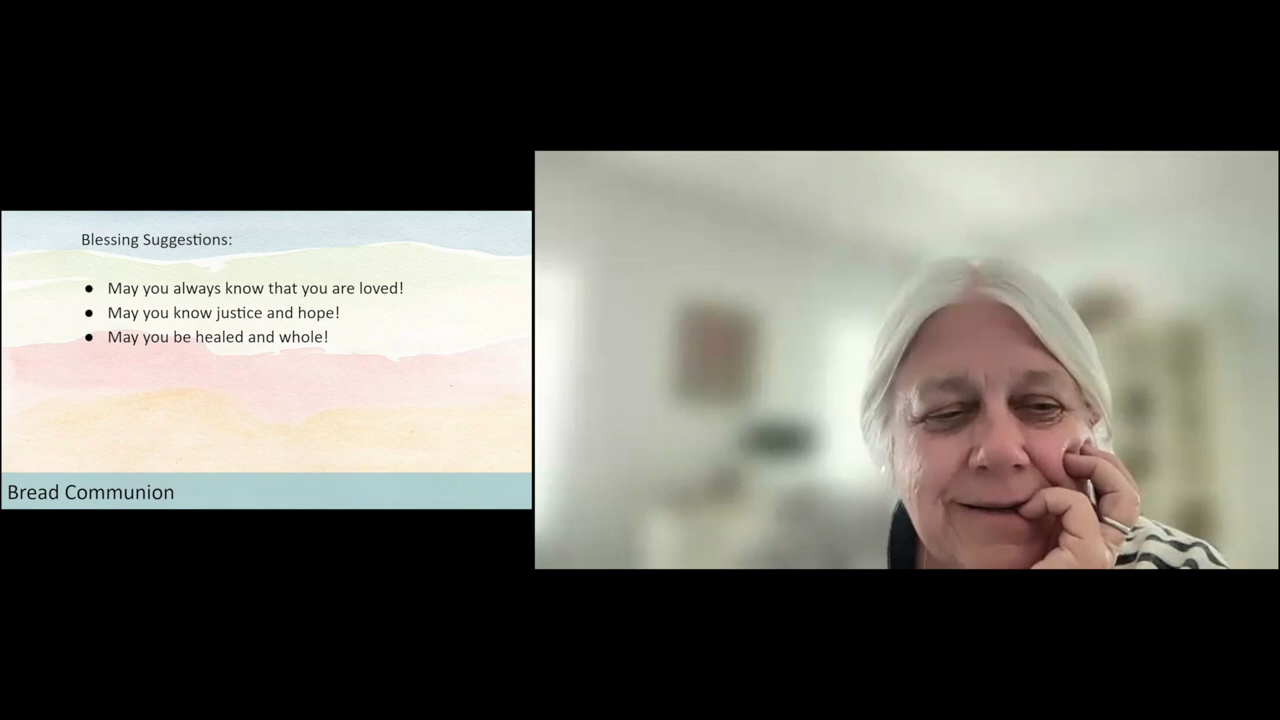 Blessing Suggestions:
● May you always know that you are loved!
● May you know justice and hope!
● May you be healed and whole!
Bread Communion